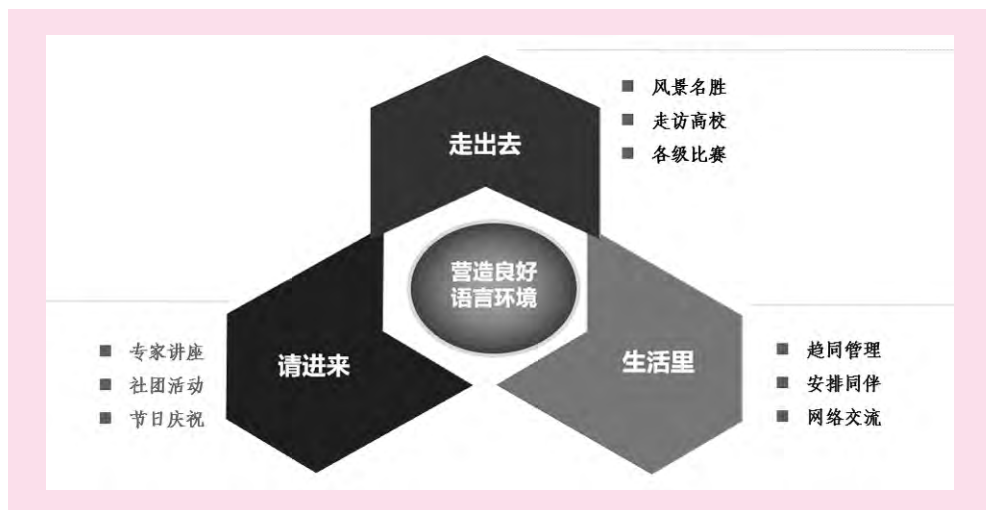 走出去
风景名胜
走访高校
各级比赛
营造良好
语言环境
请进来
专家讲座
社团活动
节日庆祝
生活里
趋同管理
安排同伴
网络交流